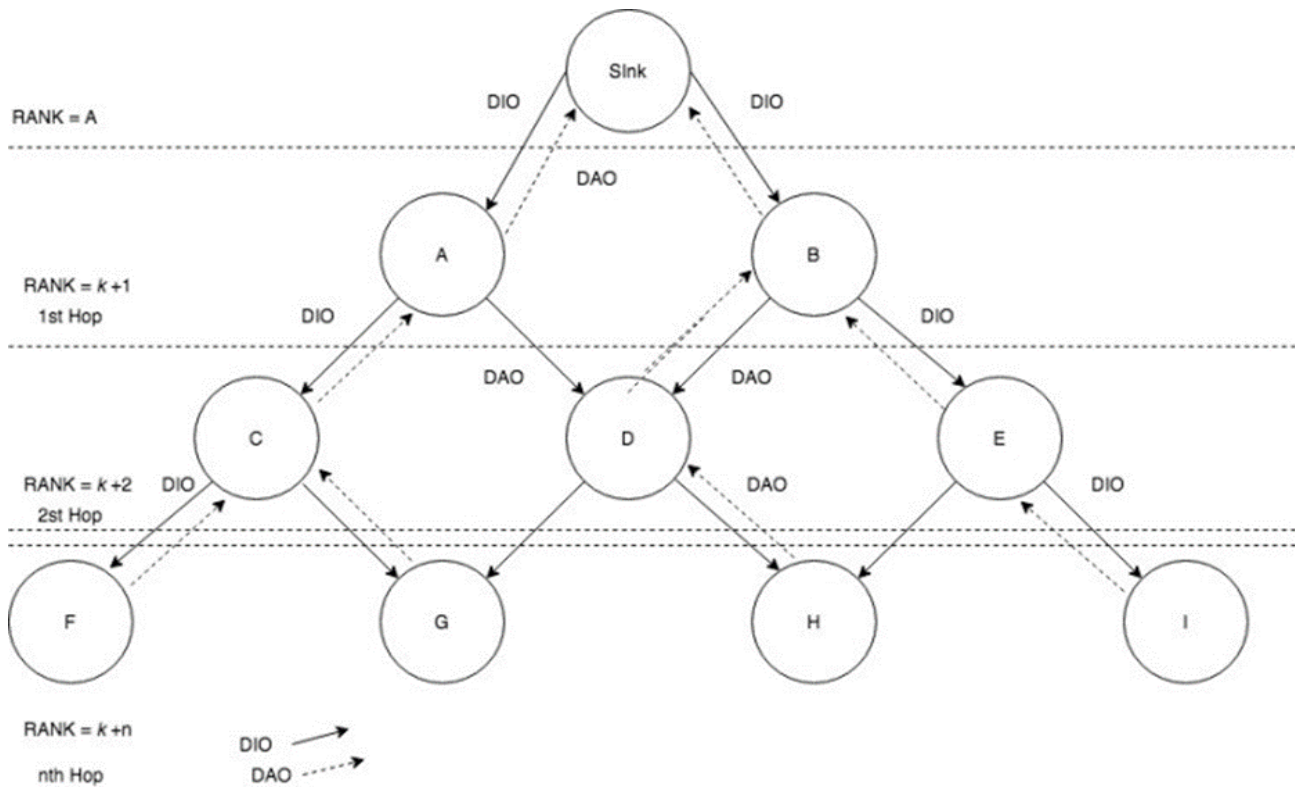 SInk
DIO
DIO
RANK = A
DAO
A
B
RANK = k+1
1st Hop
DIO
DIO
DAO
DAO
C
D
E
RANK = k+2
DIO
DAO
DIO
2st Hop
F
G
H
I
RANK = k+n
DIO
nth Hop
DAO